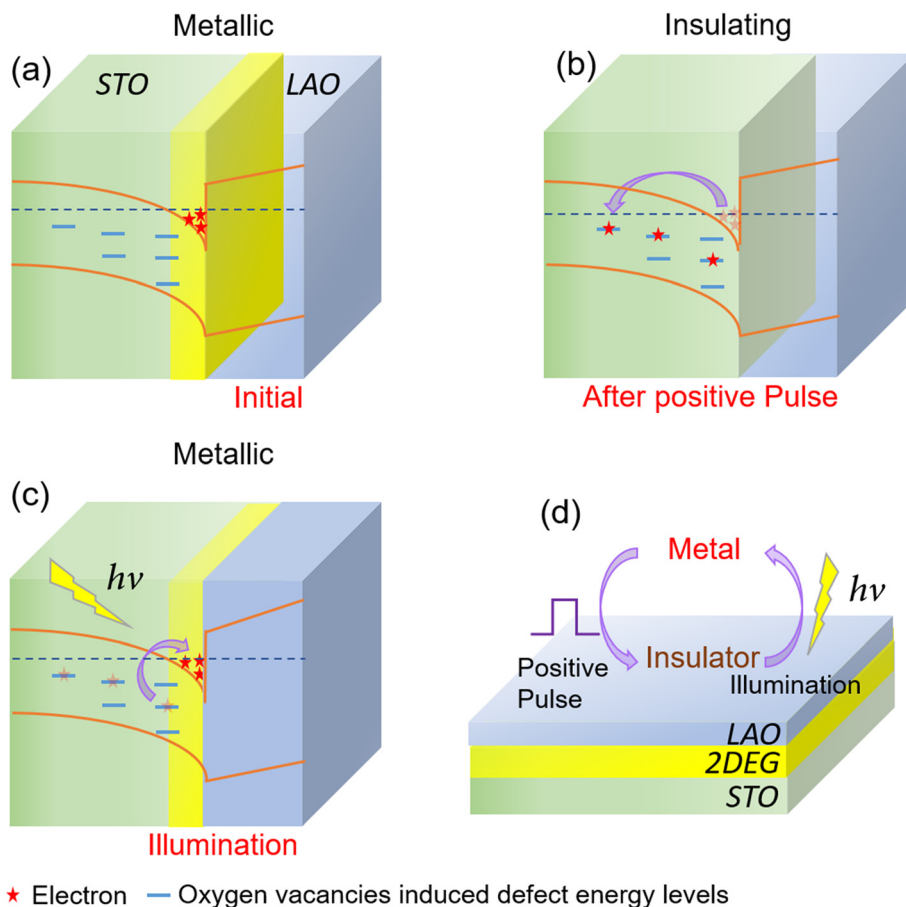 Metallic
(a)
STO
LAO
Initial
Insulating
(b)
After positive Pulse
Metallic
(c)
hν
Illumination
(d)
Metal
hν
Positive
Pulse
Insulator
Illumination
LAO
2DEG
STO
Electron
Oxygen vacancies induced defect energy levels